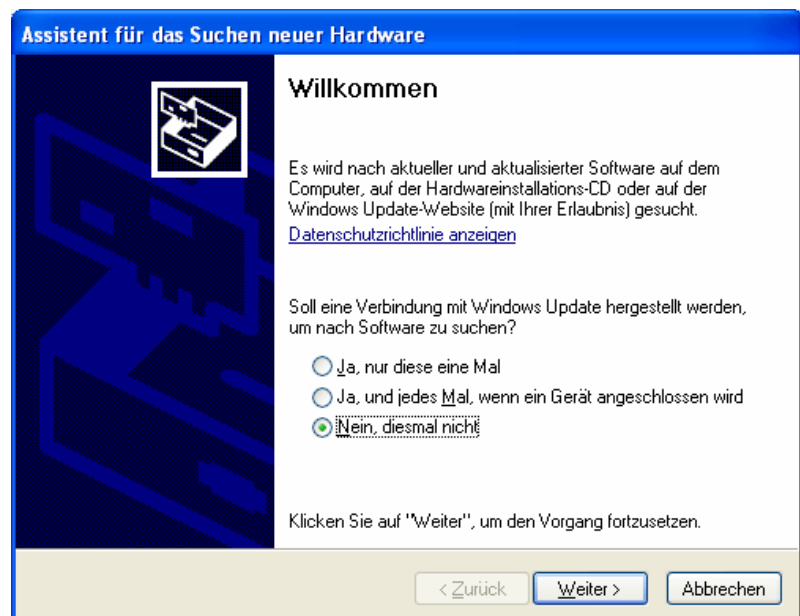 Assistent für das Suchen neuer Hardware
Willkommen
Es wird nach aktueller und aktualisierter Software auf dem
Computer, auf der Hardwareinstallations-CD oder auf der
Windows Update-Website (mit Ihrer Erlaubnis) gesucht.
Datenschutzrichtlinie anzeigen
Soll eine Verbindung mit Windows Update hergestellt werden,
um nach Software zu suchen?
Ja, nur diese eine Mal
Ja, und jedes Mal, wenn ein Gerät angeschlossen wird
Nein, diesmal nicht
Klicken Sie auf "Weiter", um den Vorgang fortzusetzen.
< Zurück Weiter > Abbrechen